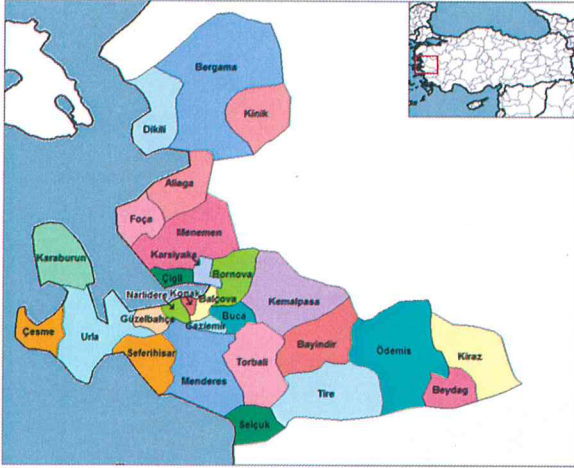 Bergama
Dikili
Kinik
Aliaga
Foça
Menemen
Karaburun
Karsiyaka
Çigli
Bornova
Narlidere
Konak
Balçova
Kemalpasa
Çesme
Urla
Güzelbahçe
Buca
Gaziemir
Seferihisar
Torbali
Bayindir
Ödemis
Kiraz
Menderes
Tire
Beydag
Selçuk